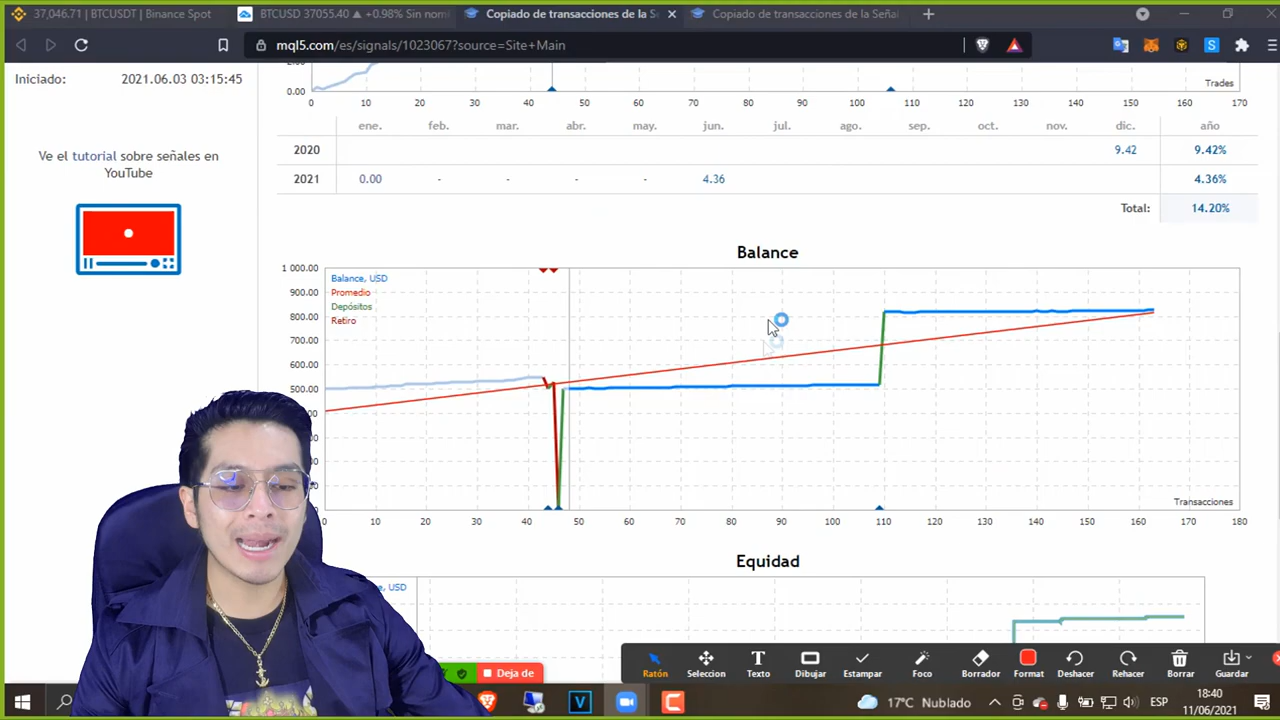 37,046.71 | BTCUSDT | Binance Spot
BTCUSD 37055.40 ▲ +0.98% Sin nom
Copiado de transacciones de la Se
Copiado de transacciones de la Señal
mql5.com/es/signals/1023067?source=Site+Main
Iniciado: 2021.06.03 03:15:45
Ve el tutorial sobre señales en
YouTube
0.00
Trades
0 10 20 30 40 50 60 70 80 90 100 110 120 130 140 150 160 170
ene. feb. mar. abr. may. jun. jul. ago. sep. oct. nov. dic. año
2020 9.42 9.42%
2021 0.00 - - - - 4.36 4.36%
Total: 14.20%
Balance
1 000.00
900.00
800.00
700.00
600.00
500.00
Balance, USD
Promedio
Depósitos
Retiro
Transacciones
10 20 30 40 50 60 70 80 90 100 110 120 130 140 150 160 170 180
Equidad
, USD
Deja de
Ratón Selección Texto Dibujar Estampar Foco Borrador Format Deshacer Rehacer Borrar Guardar
17°C Nublado
ESP
18:40
11/06/2021